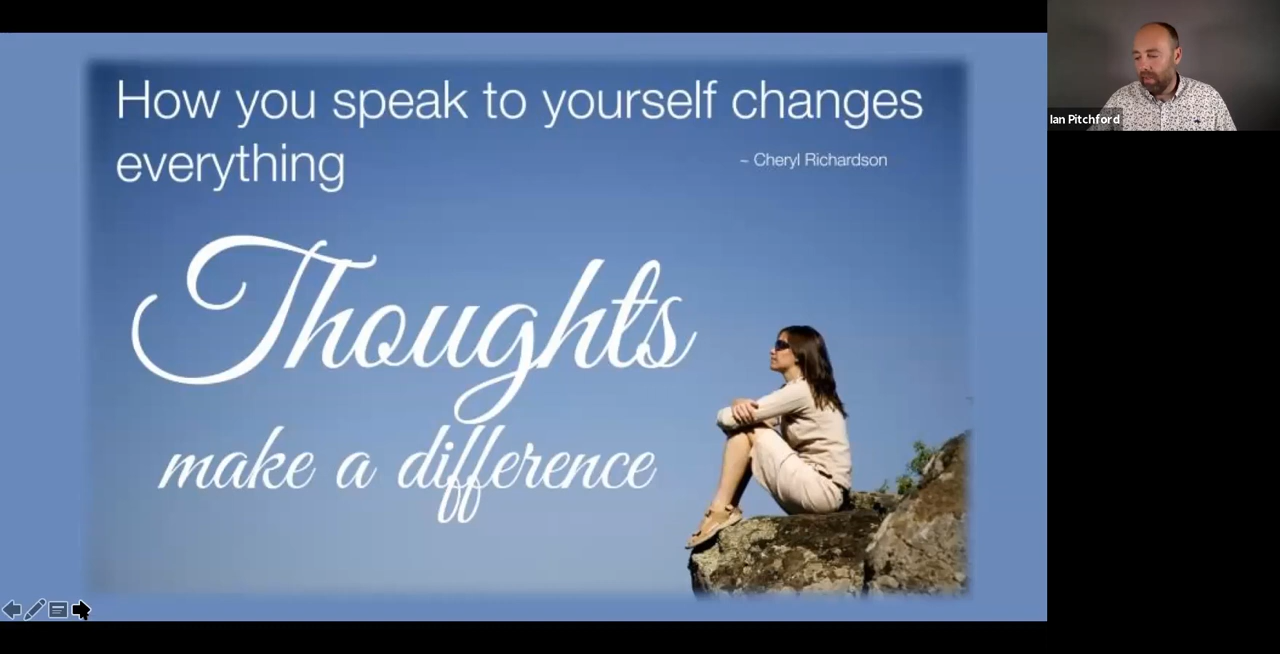 How you speak to yourself changes
everything
~ Cheryl Richardson
Thoughts
make a difference
Ian Pitchford